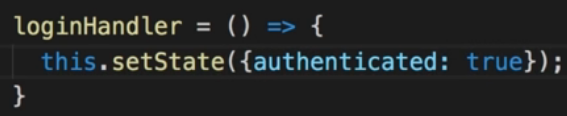 loginHandler = () => {
  this.setState({authenticated: true});
}